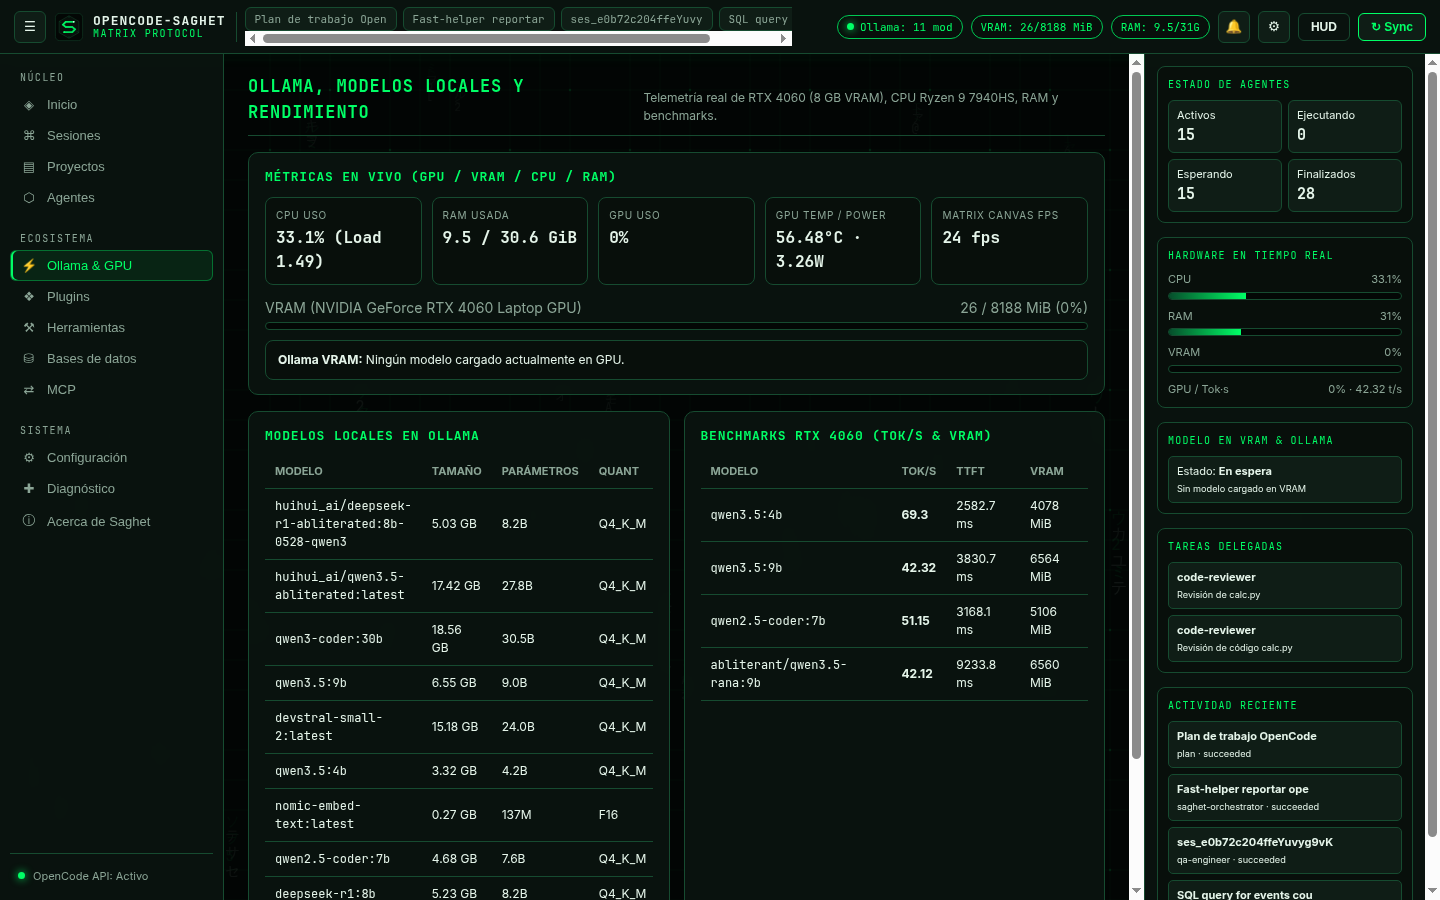 ☰
OPENCODE-SAGHET
MATRIX PROTOCOL
Plan de trabajo Open
Fast-helper reportar
ses_e0b72c204ffeYuvy
SQL query
Ollama: 11 mod
VRAM: 26/8188 MiB
RAM: 9.5/31G
HUD
↻ Sync
NÚCLEO
Inicio
Sesiones
Proyectos
Agentes
ECOSISTEMA
Ollama & GPU
Plugins
Herramientas
Bases de datos
MCP
SISTEMA
Configuración
Diagnóstico
Acerca de Saghet
OpenCode API: Activo
OLLAMA, MODELOS LOCALES Y
RENDIMIENTO
Telemetría real de RTX 4060 (8 GB VRAM), CPU Ryzen 9 7940HS, RAM y
benchmarks.
MÉTRICAS EN VIVO (GPU / VRAM / CPU / RAM)
CPU USO
33.1% (Load
1.49)
RAM USADA
9.5 / 30.6 GiB
GPU USO
0%
GPU TEMP / POWER
56.48°C ·
3.26W
MATRIX CANVAS FPS
24 fps
VRAM (NVIDIA GeForce RTX 4060 Laptop GPU)
26 / 8188 MiB (0%)
Ollama VRAM: Ningún modelo cargado actualmente en GPU.
MODELOS LOCALES EN OLLAMA
MODELO TAMAÑO PARÁMETROS QUANT
huihui_ai/deepseek-
r1-abliterated:8b-
0528-qwen3
5.03 GB 8.2B Q4_K_M
huihui_ai/qwen3.5-
abliterated:latest
17.42 GB 27.8B Q4_K_M
qwen3-coder:30b
18.56
GB
30.5B Q4_K_M
qwen3.5:9b 6.55 GB 9.0B Q4_K_M
devstral-small-
2:latest
15.18 GB 24.0B Q4_K_M
qwen3.5:4b 3.32 GB 4.2B Q4_K_M
nomic-embed-
text:latest
0.27 GB 137M F16
qwen2.5-coder:7b 4.68 GB 7.6B Q4_K_M
deepseek-r1:8b 5.23 GB 8.2B Q4_K_M
BENCHMARKS RTX 4060 (TOK/S & VRAM)
MODELO TOK/S TTFT VRAM
qwen3.5:4b 69.3
2582.7
ms
4078
MiB
qwen3.5:9b 42.32
3830.7
ms
6564
MiB
qwen2.5-coder:7b 51.15
3168.1
ms
5106
MiB
abliterant/qwen3.5-
rana:9b
42.12
9233.8
ms
6560
MiB
ESTADO DE AGENTES
Activos
15
Ejecutando
0
Esperando
15
Finalizados
28
HARDWARE EN TIEMPO REAL
CPU 33.1%
RAM 31%
VRAM 0%
GPU / Tok·s 0% · 42.32 t/s
MODELO EN VRAM & OLLAMA
Estado: En espera
Sin modelo cargado en VRAM
TAREAS DELEGADAS
code-reviewer
Revisión de calc.py
code-reviewer
Revisión de código calc.py
ACTIVIDAD RECIENTE
Plan de trabajo OpenCode
plan · succeeded
Fast-helper reportar ope
saghet-orchestrator · succeeded
ses_e0b72c204ffeYuvyg9vK
qa-engineer · succeeded
SQL query for events cou